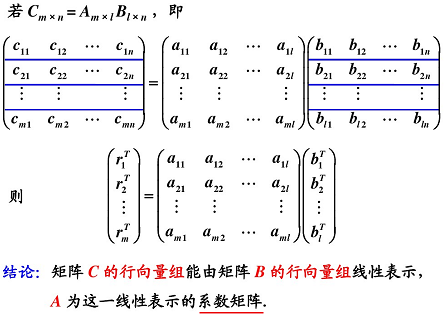 若 C_{m×n} = A_{m×l} B_{l×n} , 即
\begin{pmatrix} c_{11} & c_{12} & \cdots & c_{1n} \\ c_{21} & c_{22} & \cdots & c_{2n} \\ \vdots & \vdots & & \vdots \\ c_{m1} & c_{m2} & \cdots & c_{mn} \end{pmatrix} = \begin{pmatrix} a_{11} & a_{12} & \cdots & a_{1l} \\ a_{21} & a_{22} & \cdots & a_{2l} \\ \vdots & \vdots & & \vdots \\ a_{m1} & a_{m2} & \cdots & a_{ml} \end{pmatrix} \begin{pmatrix} b_{11} & b_{12} & \cdots & b_{1n} \\ b_{21} & b_{22} & \cdots & b_{2n} \\ \vdots & \vdots & & \vdots \\ b_{l1} & b_{l2} & \cdots & b_{ln} \end{pmatrix}
则 \begin{pmatrix} r_1^T \\ r_2^T \\ \vdots \\ r_m^T \end{pmatrix} = \begin{pmatrix} a_{11} & a_{12} & \cdots & a_{1l} \\ a_{21} & a_{22} & \cdots & a_{2l} \\ \vdots & \vdots & & \vdots \\ a_{m1} & a_{m2} & \cdots & a_{ml} \end{pmatrix} \begin{pmatrix} b_1^T \\ b_2^T \\ \vdots \\ b_l^T \end{pmatrix}
结论: 矩阵 C 的行向量组能由矩阵 B 的行向量组线性表示,
A 为这一线性表示的系数矩阵.